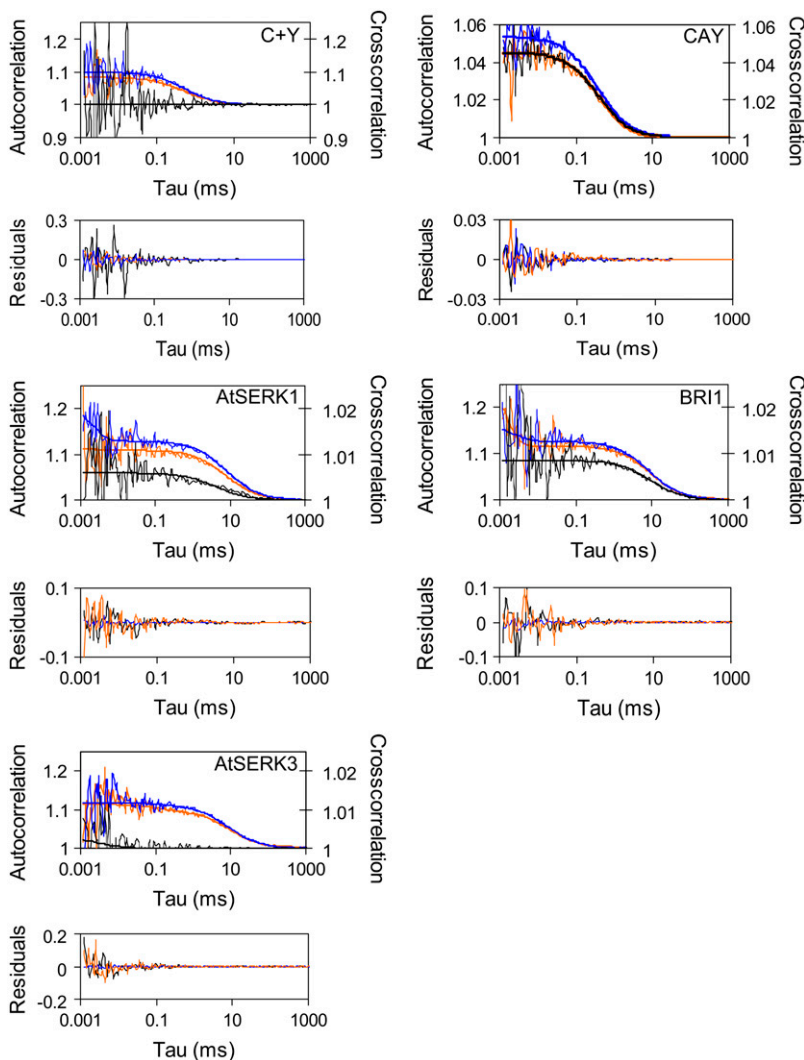 C+Y
Autocorrelation
1.2
1.1
1
0.9
1.2
1.1
1
0.9
Crosscorrelation
0.001 0.1 10 1000
Tau (ms)
CAY
Autocorrelation
1.06
1.04
1.02
1
1.06
1.04
1.02
1
Crosscorrelation
0.001 0.1 10 1000
Tau (ms)
Residuals
0.3
0
-0.3
0.001 0.1 10 1000
Tau (ms)
Residuals
0.03
0
-0.03
0.001 0.1 10 1000
Tau (ms)
AtSERK1
Autocorrelation
1.2
1.1
1
1.02
1.01
1
Crosscorrelation
0.001 0.1 10 1000
Tau (ms)
BRI1
Autocorrelation
1.2
1.1
1
1.02
1.01
1
Crosscorrelation
0.001 0.1 10 1000
Tau (ms)
Residuals
0.1
0
-0.1
0.001 0.1 10 1000
Tau (ms)
Residuals
0.1
0
-0.1
0.001 0.1 10 1000
Tau (ms)
AtSERK3
Autocorrelation
1.2
1.1
1
1.02
1.01
1
Crosscorrelation
0.001 0.1 10 1000
Tau (ms)
Residuals
0.2
0
-0.2
0.001 0.1 10 1000
Tau (ms)